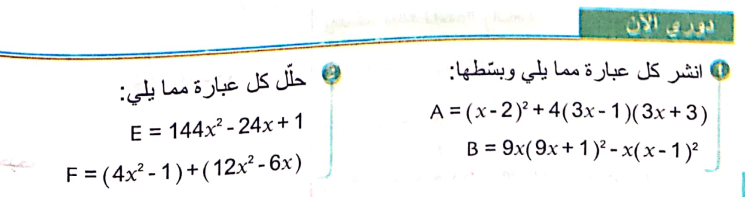 دوري الآن
1 انشر كل عبارة مما يلي وبسّطها:
A = (x - 2)² + 4(3x - 1)(3x + 3)
B = 9x(9x + 1)² - x(x - 1)²
2 حلّل كل عبارة مما يلي:
E = 144x² - 24x + 1
F = (4x² - 1) + (12x² - 6x)